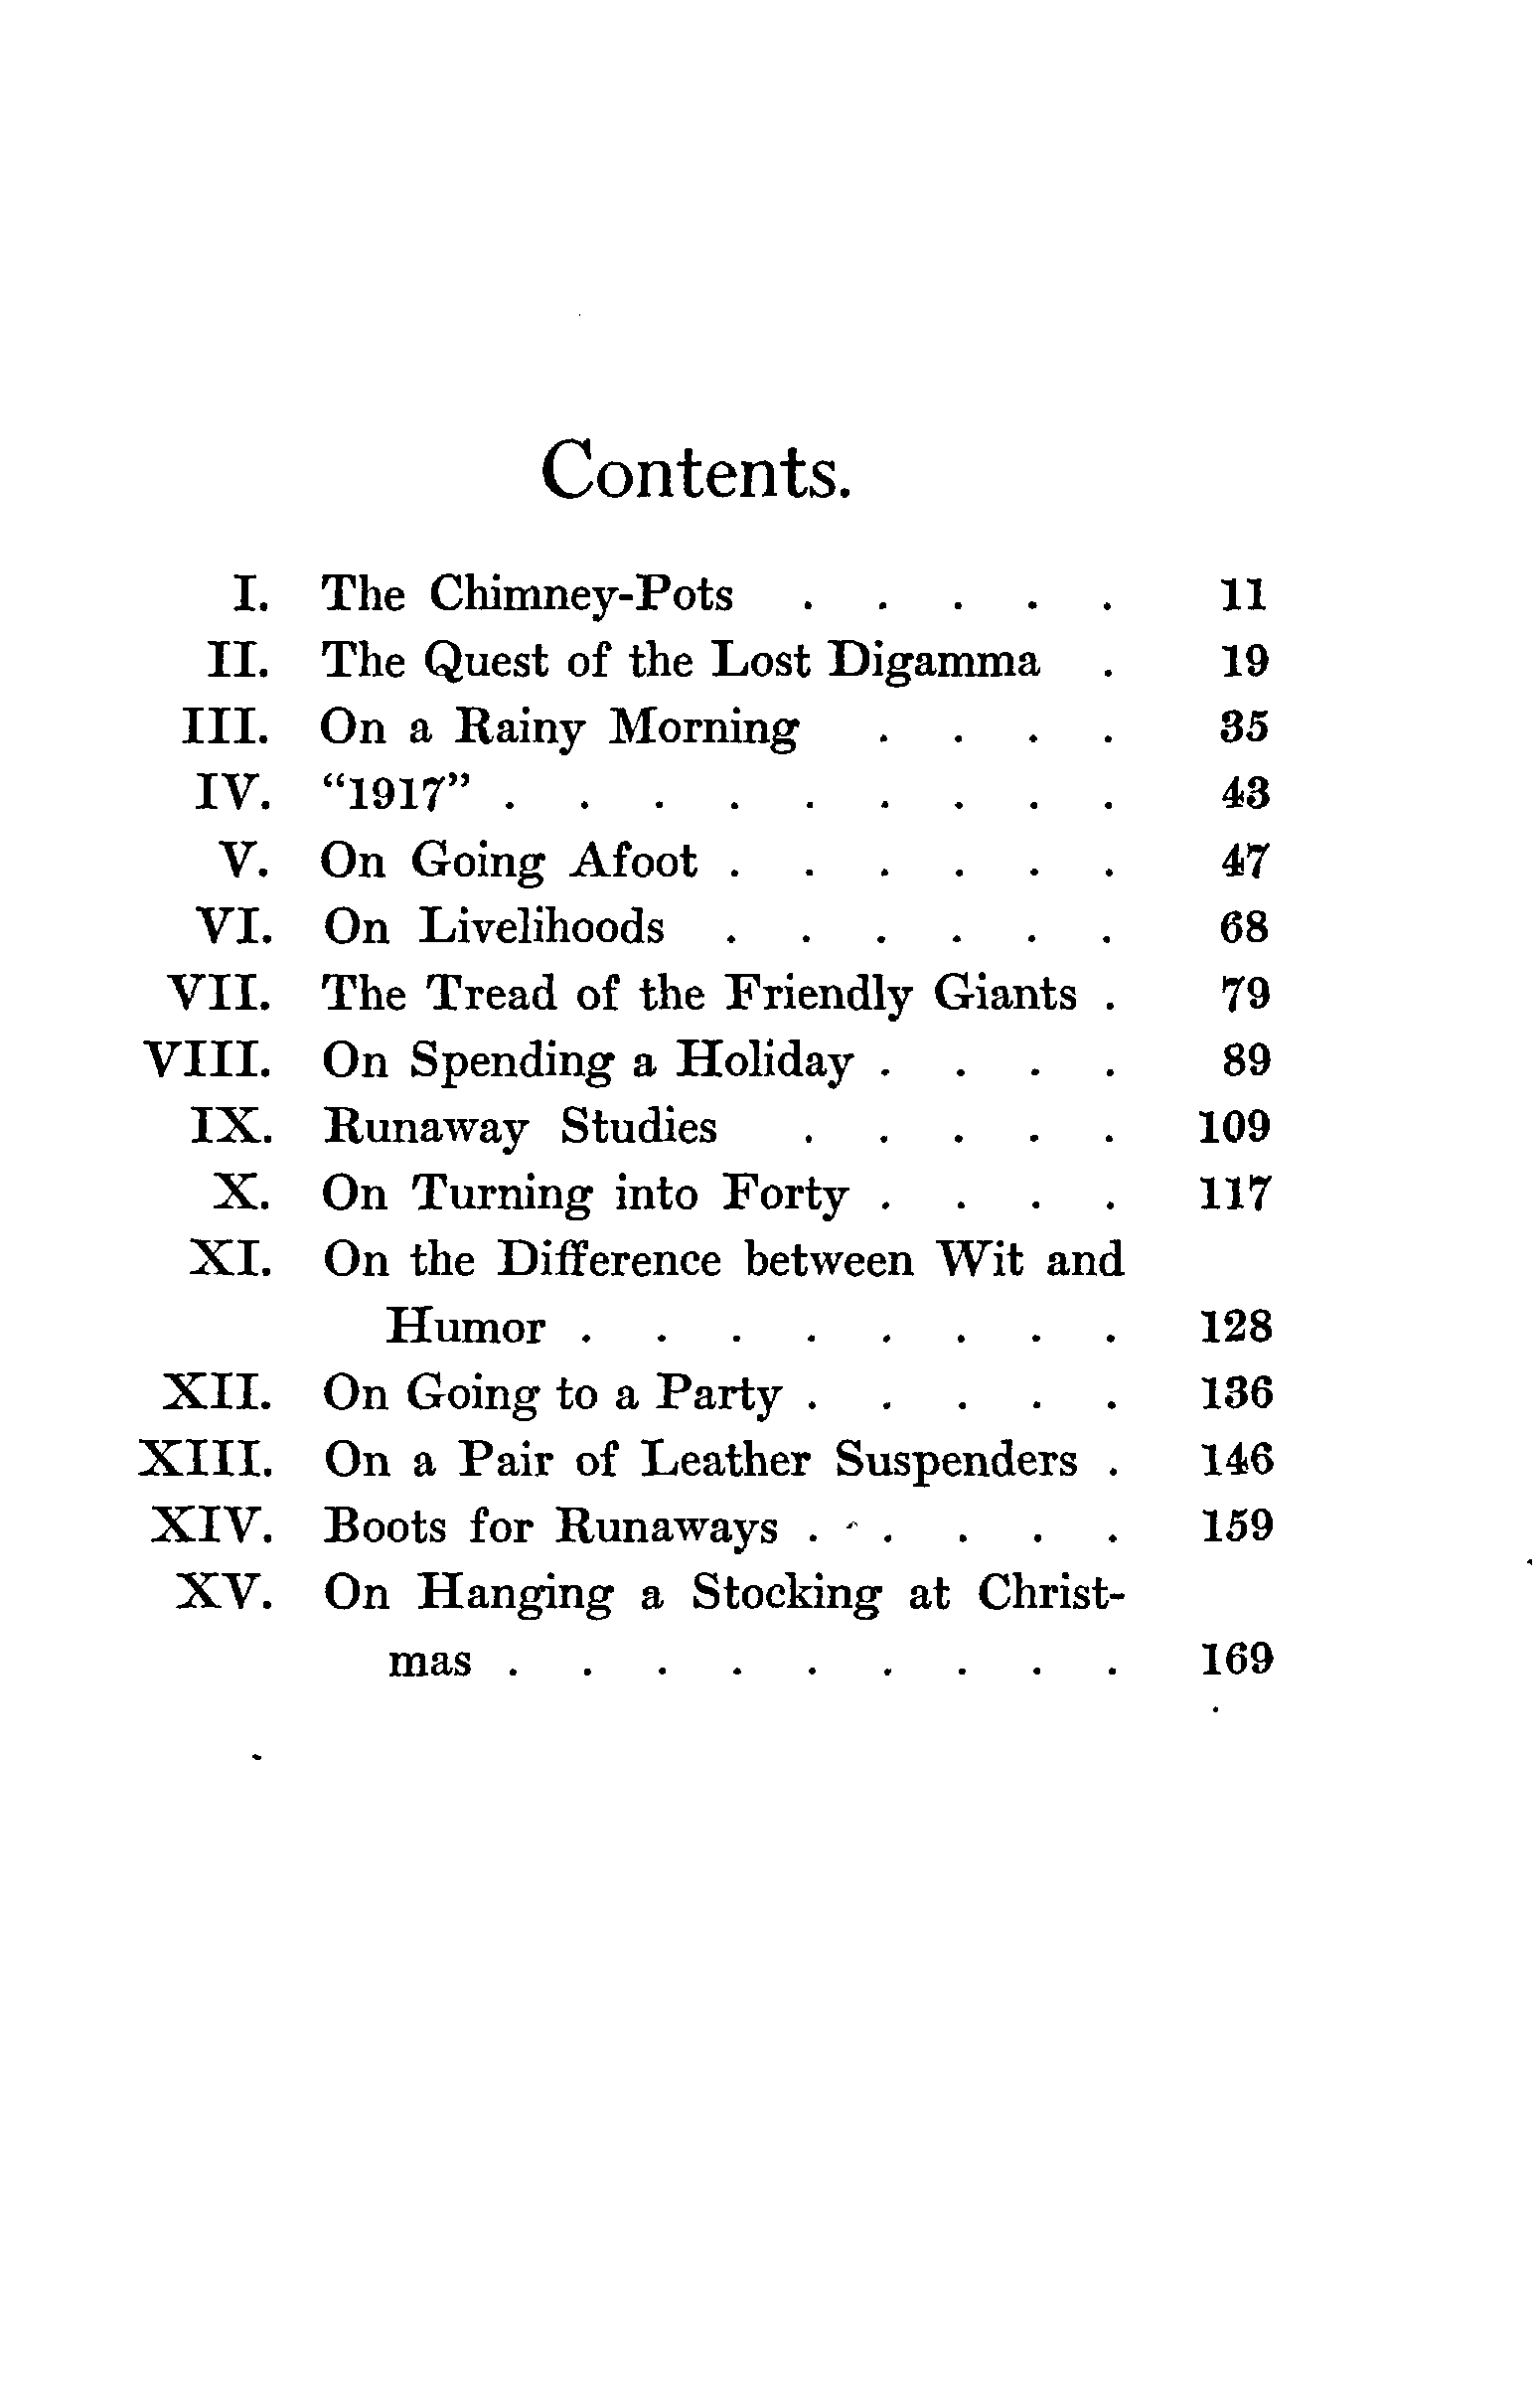 Contents.
I. The Chimney-Pots . . . . . 11
II. The Quest of the Lost Digamma . 19
III. On a Rainy Morning . . . . 35
IV. “1917” . . . . . . . . . 43
V. On Going Afoot . . . . . . 47
VI. On Livelihoods . . . . . . 68
VII. The Tread of the Friendly Giants . 79
VIII. On Spending a Holiday . . . . 89
IX. Runaway Studies . . . . . 109
X. On Turning into Forty . . . . 117
XI. On the Difference between Wit and
Humor . . . . . . . . 128
XII. On Going to a Party . . . . . 136
XIII. On a Pair of Leather Suspenders . 146
XIV. Boots for Runaways . . . . . 159
XV. On Hanging a Stocking at Christ-
mas . . . . . . . . . 169